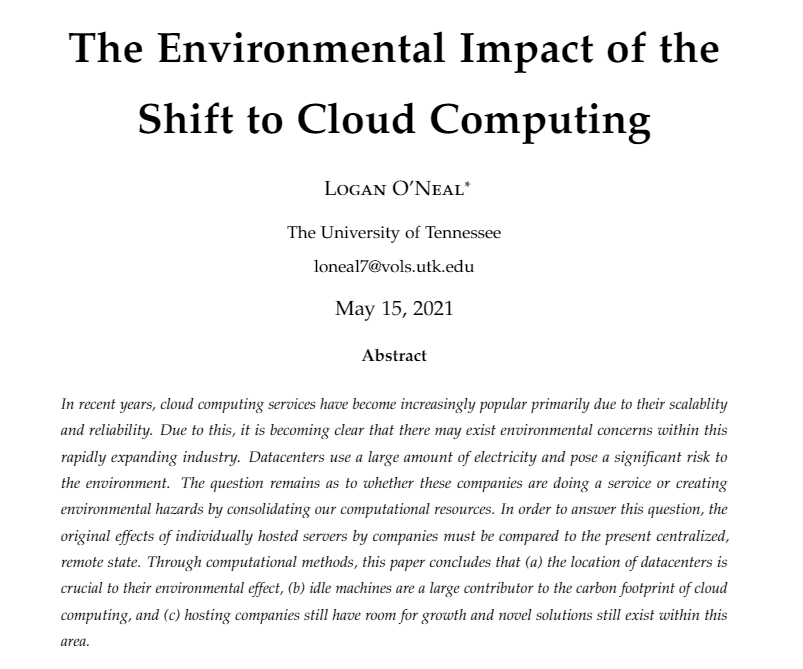 The Environmental Impact of the
Shift to Cloud Computing
Logan O'Neal*
The University of Tennessee
loneal7@vols.utk.edu
May 15, 2021
Abstract
In recent years, cloud computing services have become increasingly popular primarily due to their scalablity
and reliability. Due to this, it is becoming clear that there may exist environmental concerns within this
rapidly expanding industry. Datacenters use a large amount of electricity and pose a significant risk to
the environment. The question remains as to whether these companies are doing a service or creating
environmental hazards by consolidating our computational resources. In order to answer this question, the
original effects of individually hosted servers by companies must be compared to the present centralized,
remote state. Through computational methods, this paper concludes that (a) the location of datacenters is
crucial to their environmental effect, (b) idle machines are a large contributor to the carbon footprint of cloud
computing, and (c) hosting companies still have room for growth and novel solutions still exist within this
area.